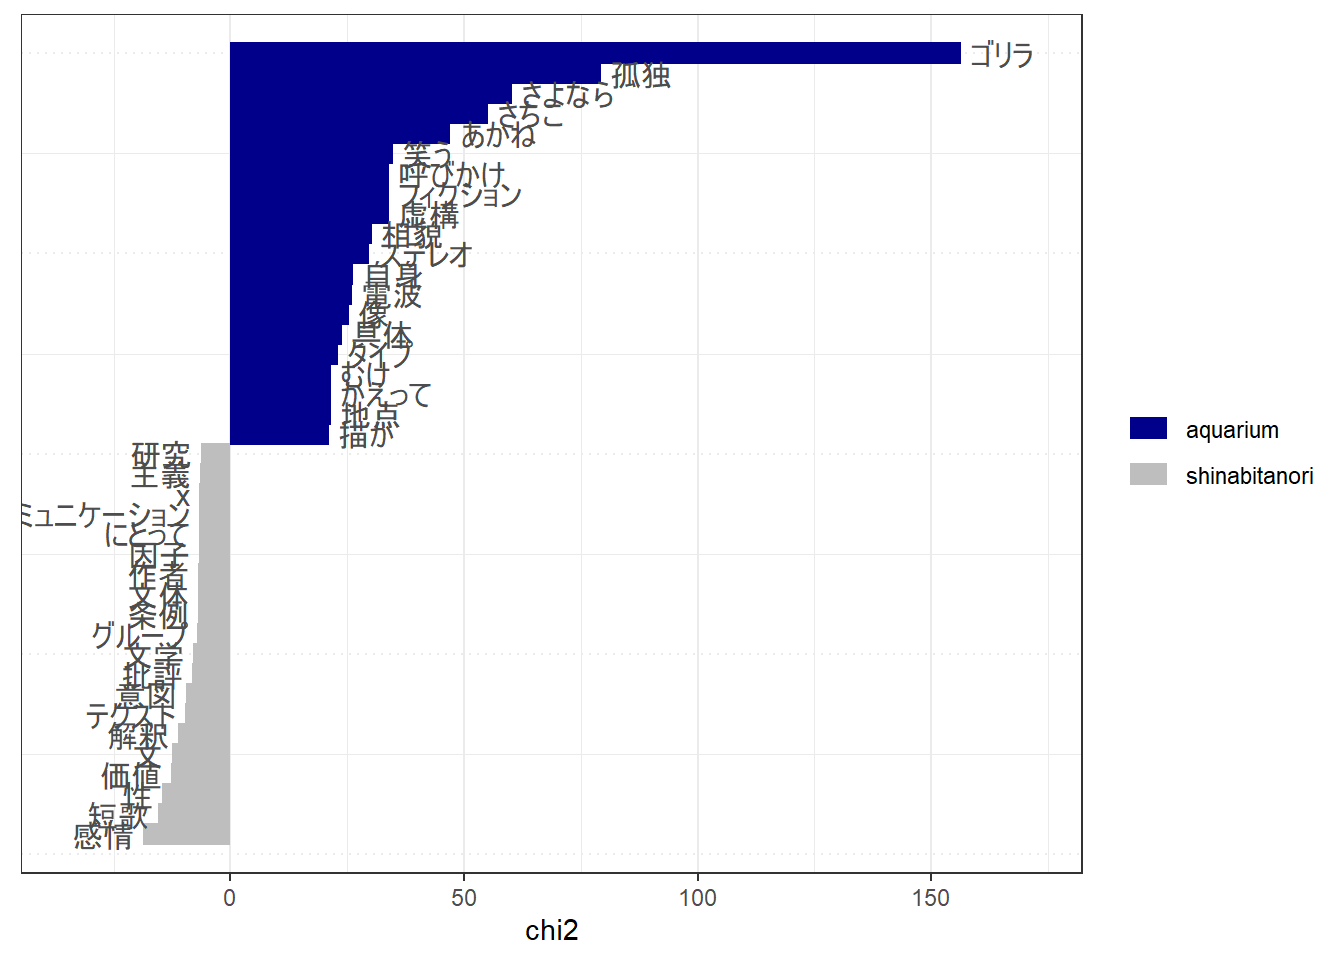 ゴリラ
孤独
さよなら
さちこ
あかね
笑う
呼びかけ
フィクション
虚構
相貌
ステレオ
自身
電波
像
具体
タイプ
むけ
かえって
地点
描か
研究
主義
x
ミュニケーション
にとって
因子
作者
文体
条例
グループ
文学
批評
意図
テクスト
解釈
文
価値
性
短歌
感情
0 50 100 150
chi2
aquarium
shinabitanori